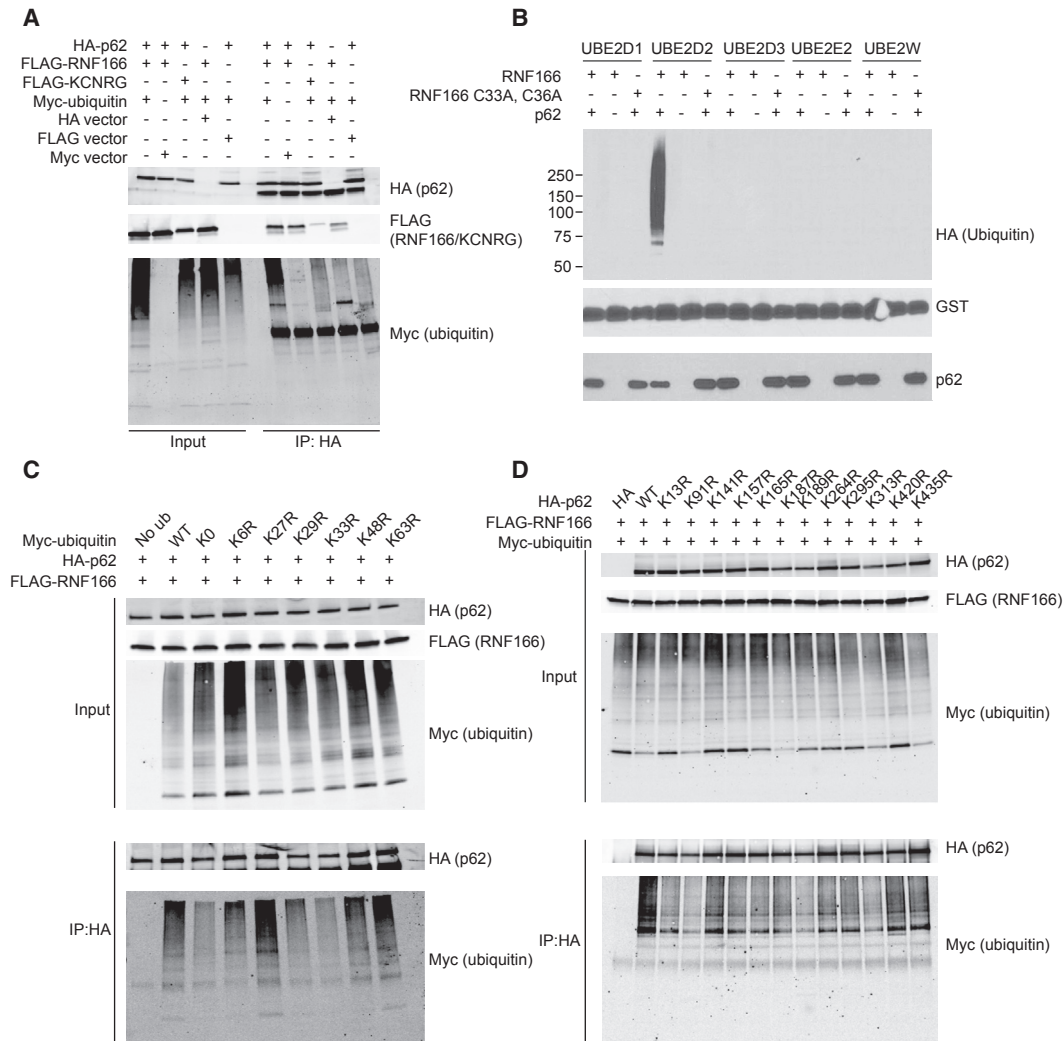 A
HA-p62 + + + - + + + + - +
FLAG-RNF166 + + - + - + + - + -
FLAG-KCNRG - - + - - - - + - -
Myc-ubiquitin + - + + + + - + + +
HA vector - - - + - - - - + -
FLAG vector - - - - + - - - - +
Myc vector - + - - - - + - - -
HA (p62)
FLAG
(RNF166/KCNRG)
Myc (ubiquitin)
Input
IP: HA
B
UBE2D1 UBE2D2 UBE2D3 UBE2E2 UBE2W
RNF166 + + - + + - + + - + + - + + -
RNF166 C33A, C36A - - + - - + - - + - - + - - +
p62 + - + + - + + - + + - + + - +
250
150
100
75
50
HA (Ubiquitin)
GST
p62
C
Myc-ubiquitin No ub WT K0 K6R K27R K29R K33R K48R K63R
HA-p62 + + + + + + + + +
FLAG-RNF166 + + + + + + + + +
HA (p62)
FLAG (RNF166)
Input
Myc (ubiquitin)
HA (p62)
IP:HA
Myc (ubiquitin)
D
HA-p62: HA WT K13R K91R K141R K157R K165R K187R K189R K264R K295R K313R K420R K435R
FLAG-RNF166 + + + + + + + + + + + + +
Myc-ubiquitin + + + + + + + + + + + + +
HA (p62)
FLAG (RNF166)
Input
Myc (ubiquitin)
HA (p62)
IP:HA
Myc (ubiquitin)